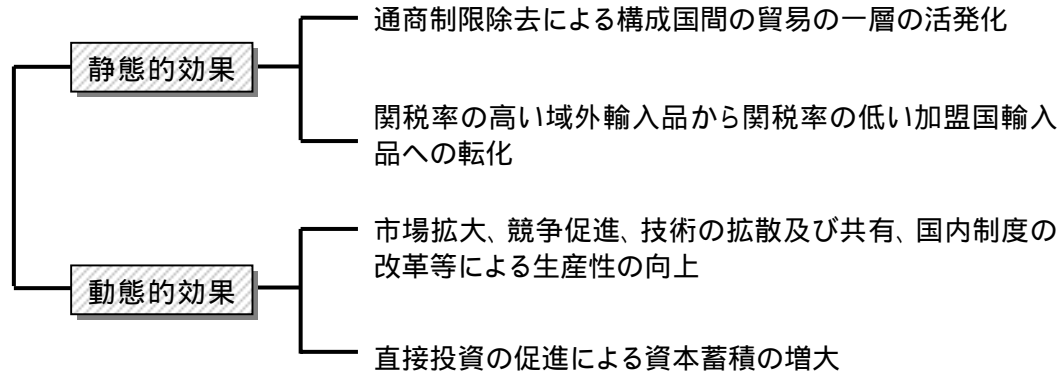 通商制限除去による構成国間の貿易の一層の活発化
静態的効果
関税率の高い域外輸入品から関税率の低い加盟国輸入
品への転化
市場拡大、競争促進、技術の拡散及び共有、国内制度の
改革等による生産性の向上
動態的効果
直接投資の促進による資本蓄積の増大